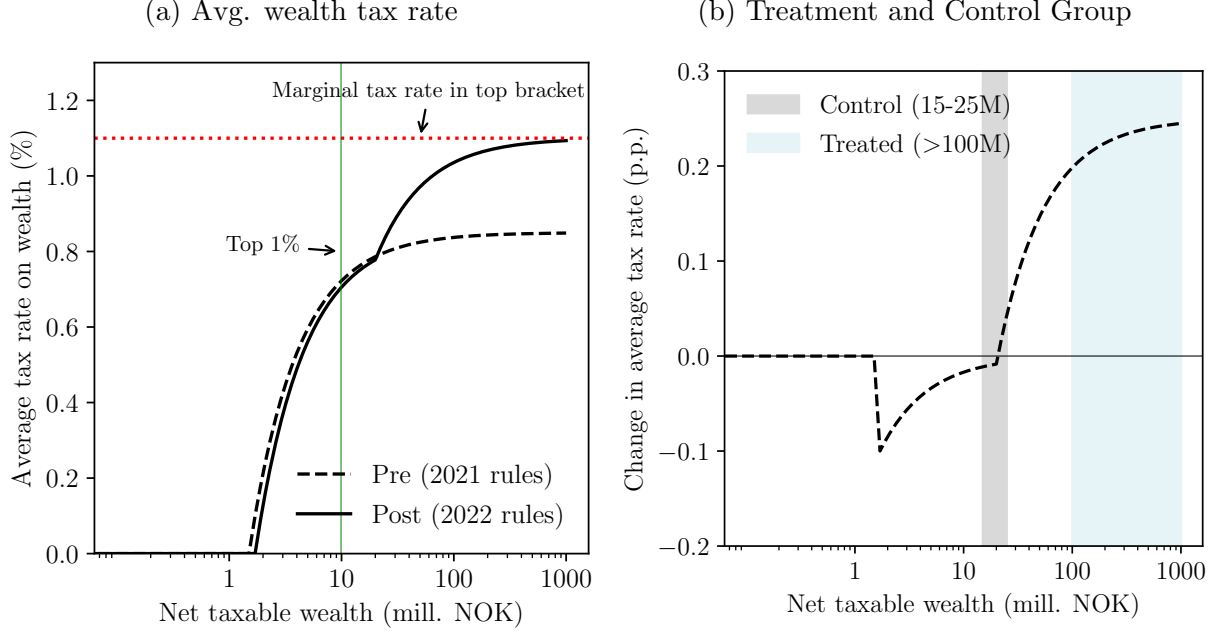 (a) Avg. wealth tax rate
Average tax rate on wealth (%)
1.2
1.0
0.8
0.6
0.4
0.2
0.0
Marginal tax rate in top bracket
Top 1%
Pre (2021 rules)
Post (2022 rules)
1 10 100 1000
Net taxable wealth (mill. NOK)
(b) Treatment and Control Group
Change in average tax rate (p.p.)
0.3
0.2
0.1
0.0
−0.1
−0.2
Control (15-25M)
Treated (>100M)
1 10 100 1000
Net taxable wealth (mill. NOK)